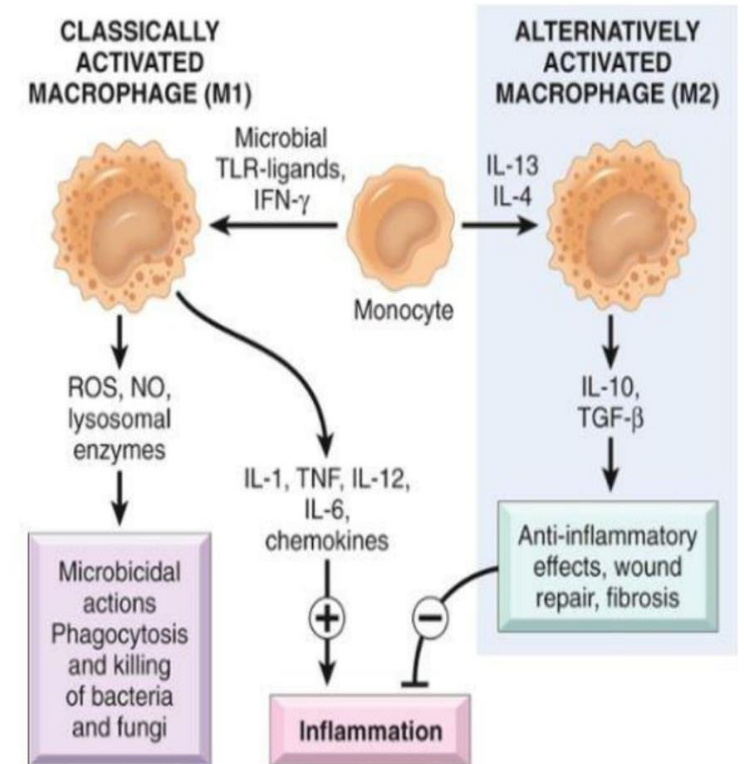 CLASSICALLY
ACTIVATED
MACROPHAGE (M1)
ALTERNATIVELY
ACTIVATED
MACROPHAGE (M2)
Microbial
TLR-ligands,
IFN-γ
IL-13
IL-4
Monocyte
ROS, NO,
lysosomal
enzymes
IL-10,
TGF-β
IL-1, TNF, IL-12,
IL-6,
chemokines
Microbicidal
actions
Phagocytosis
and killing
of bacteria
and fungi
Anti-inflammatory
effects, wound
repair, fibrosis
+
−
Inflammation